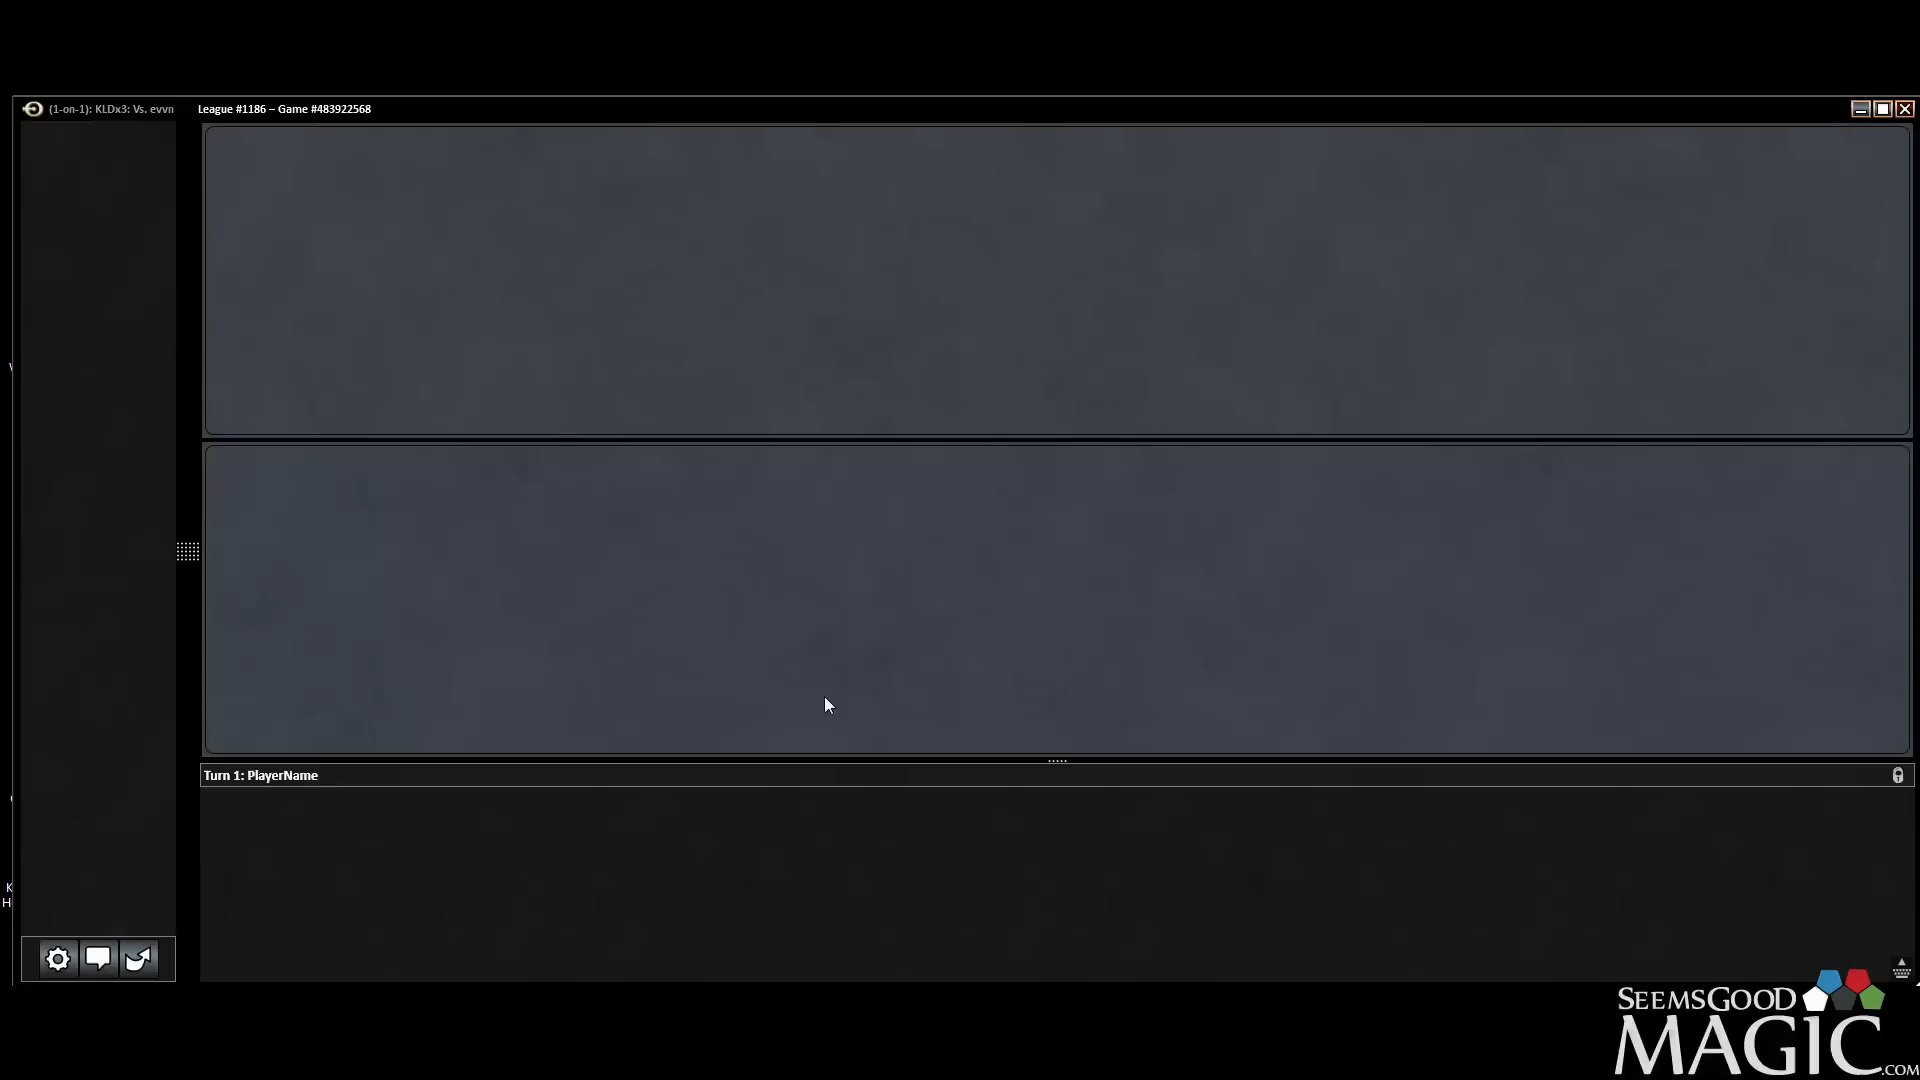 (1-on-1): KLDx3: Vs. evvn
League #1186 – Game #483922568
Turn 1: PlayerName
K
H
SEEMSGOOD
MAGIC.COM